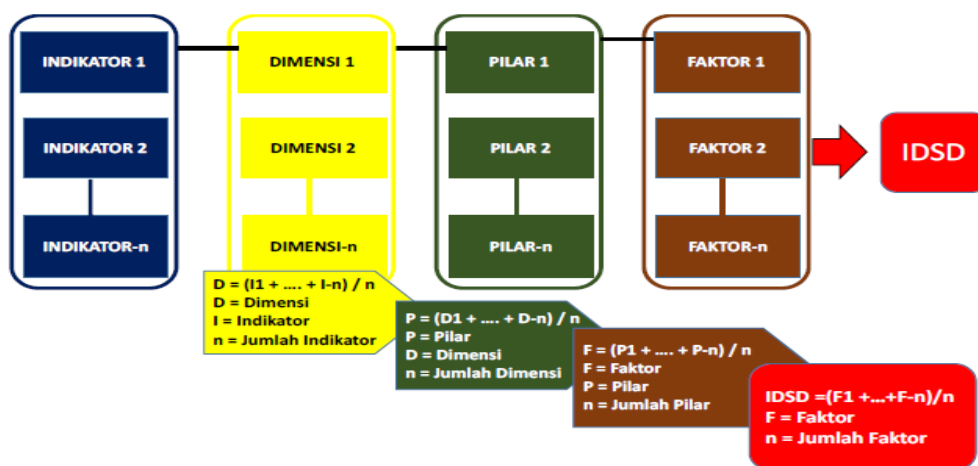 INDIKATOR 1
INDIKATOR 2
INDIKATOR-n
DIMENSI 1
DIMENSI 2
DIMENSI-n
PILAR 1
PILAR 2
PILAR-n
FAKTOR 1
FAKTOR 2
FAKTOR-n
IDSD
D = (I1 + .... + I-n) / n
D = Dimensi
I = Indikator
n = Jumlah Indikator
P = (D1 + .... + D-n) / n
P = Pilar
D = Dimensi
n = Jumlah Dimensi
F = (P1 + .... + P-n) / n
F = Faktor
P = Pilar
n = Jumlah Pilar
IDSD =(F1 +...+F-n)/n
F = Faktor
n = Jumlah Faktor